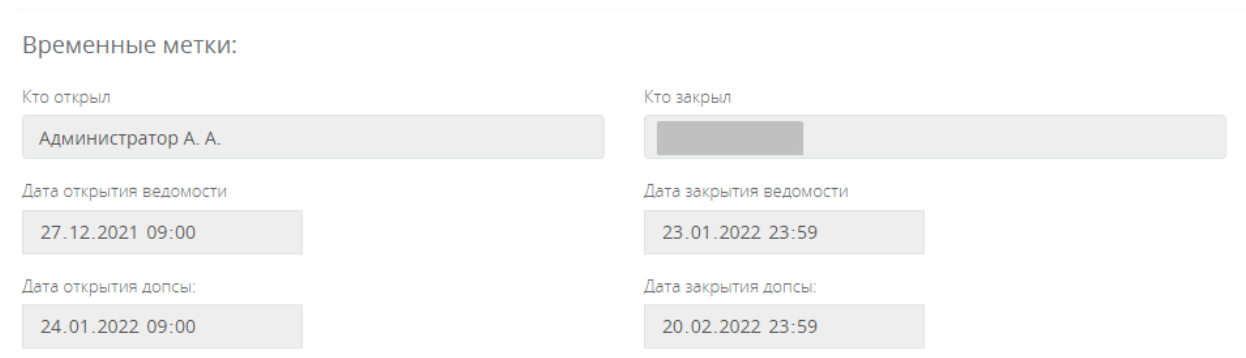 Временные метки:
Кто открыл
Кто закрыл
Администратор А. А.
Дата открытия ведомости
Дата закрытия ведомости
27.12.2021 09:00
23.01.2022 23:59
Дата открытия допсы:
Дата закрытия допсы:
24.01.2022 09:00
20.02.2022 23:59